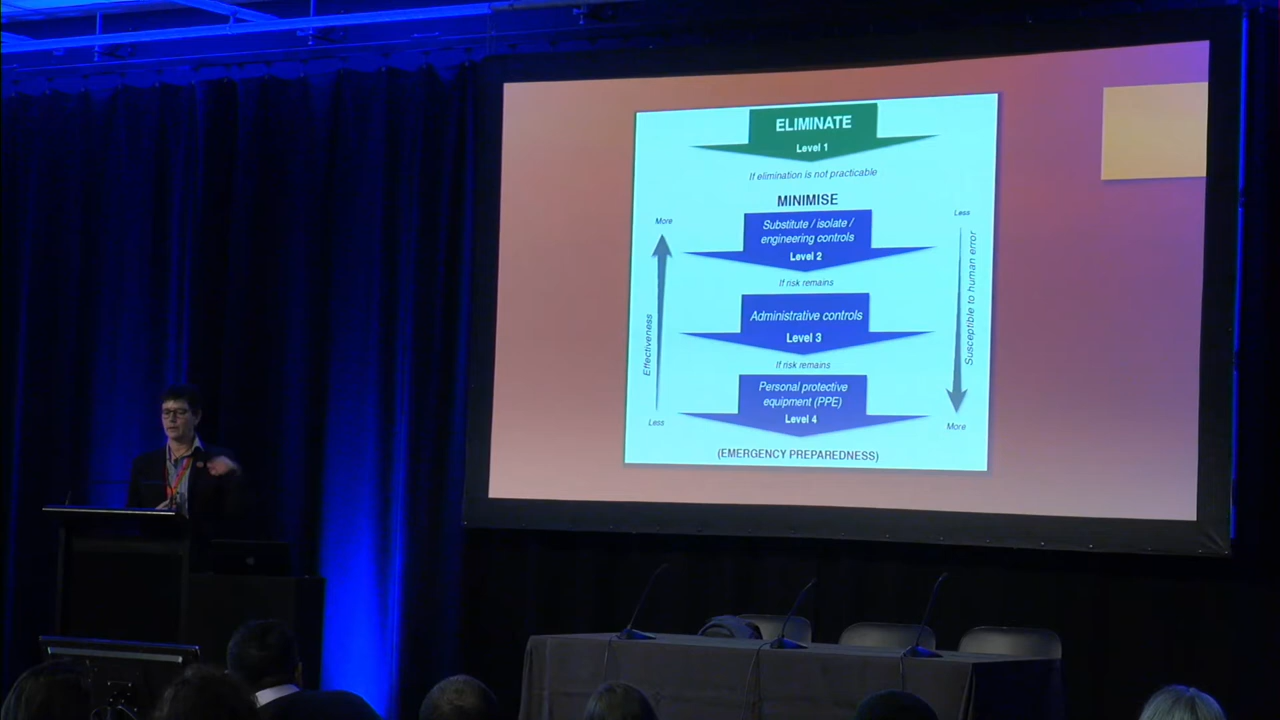 ELIMINATE
Level 1
If elimination is not practicable
MINIMISE
More
Less
Substitute / isolate /
engineering controls
Level 2
If risk remains
Administrative controls
Level 3
Effectiveness
Susceptible to human error
If risk remains
Personal protective
equipment (PPE)
Level 4
Less
More
(EMERGENCY PREPAREDNESS)